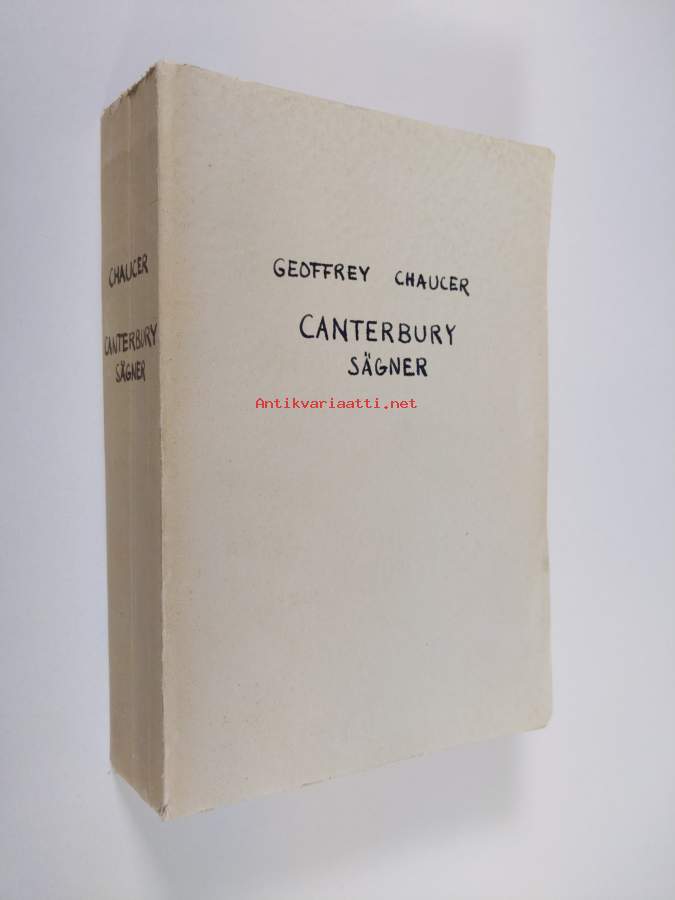 CHAUCER
CANTERBURY
SÄGNER
GEOFFREY CHAUCER
CANTERBURY
SÄGNER
Antikvariaatti.net